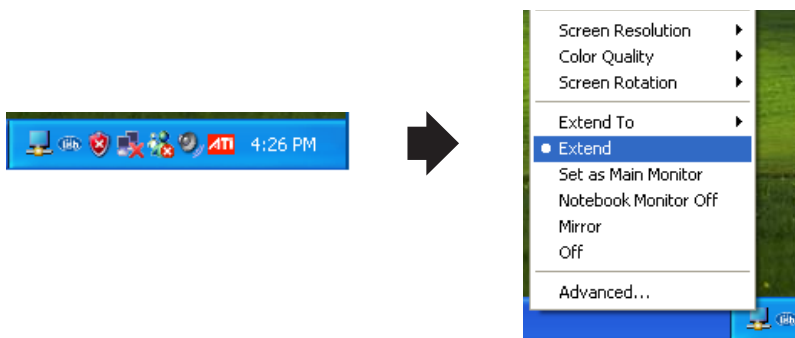 ATI 4:26 PM
Screen Resolution
Color Quality
Screen Rotation
Extend To
Extend
Set as Main Monitor
Notebook Monitor Off
Mirror
Off
Advanced...